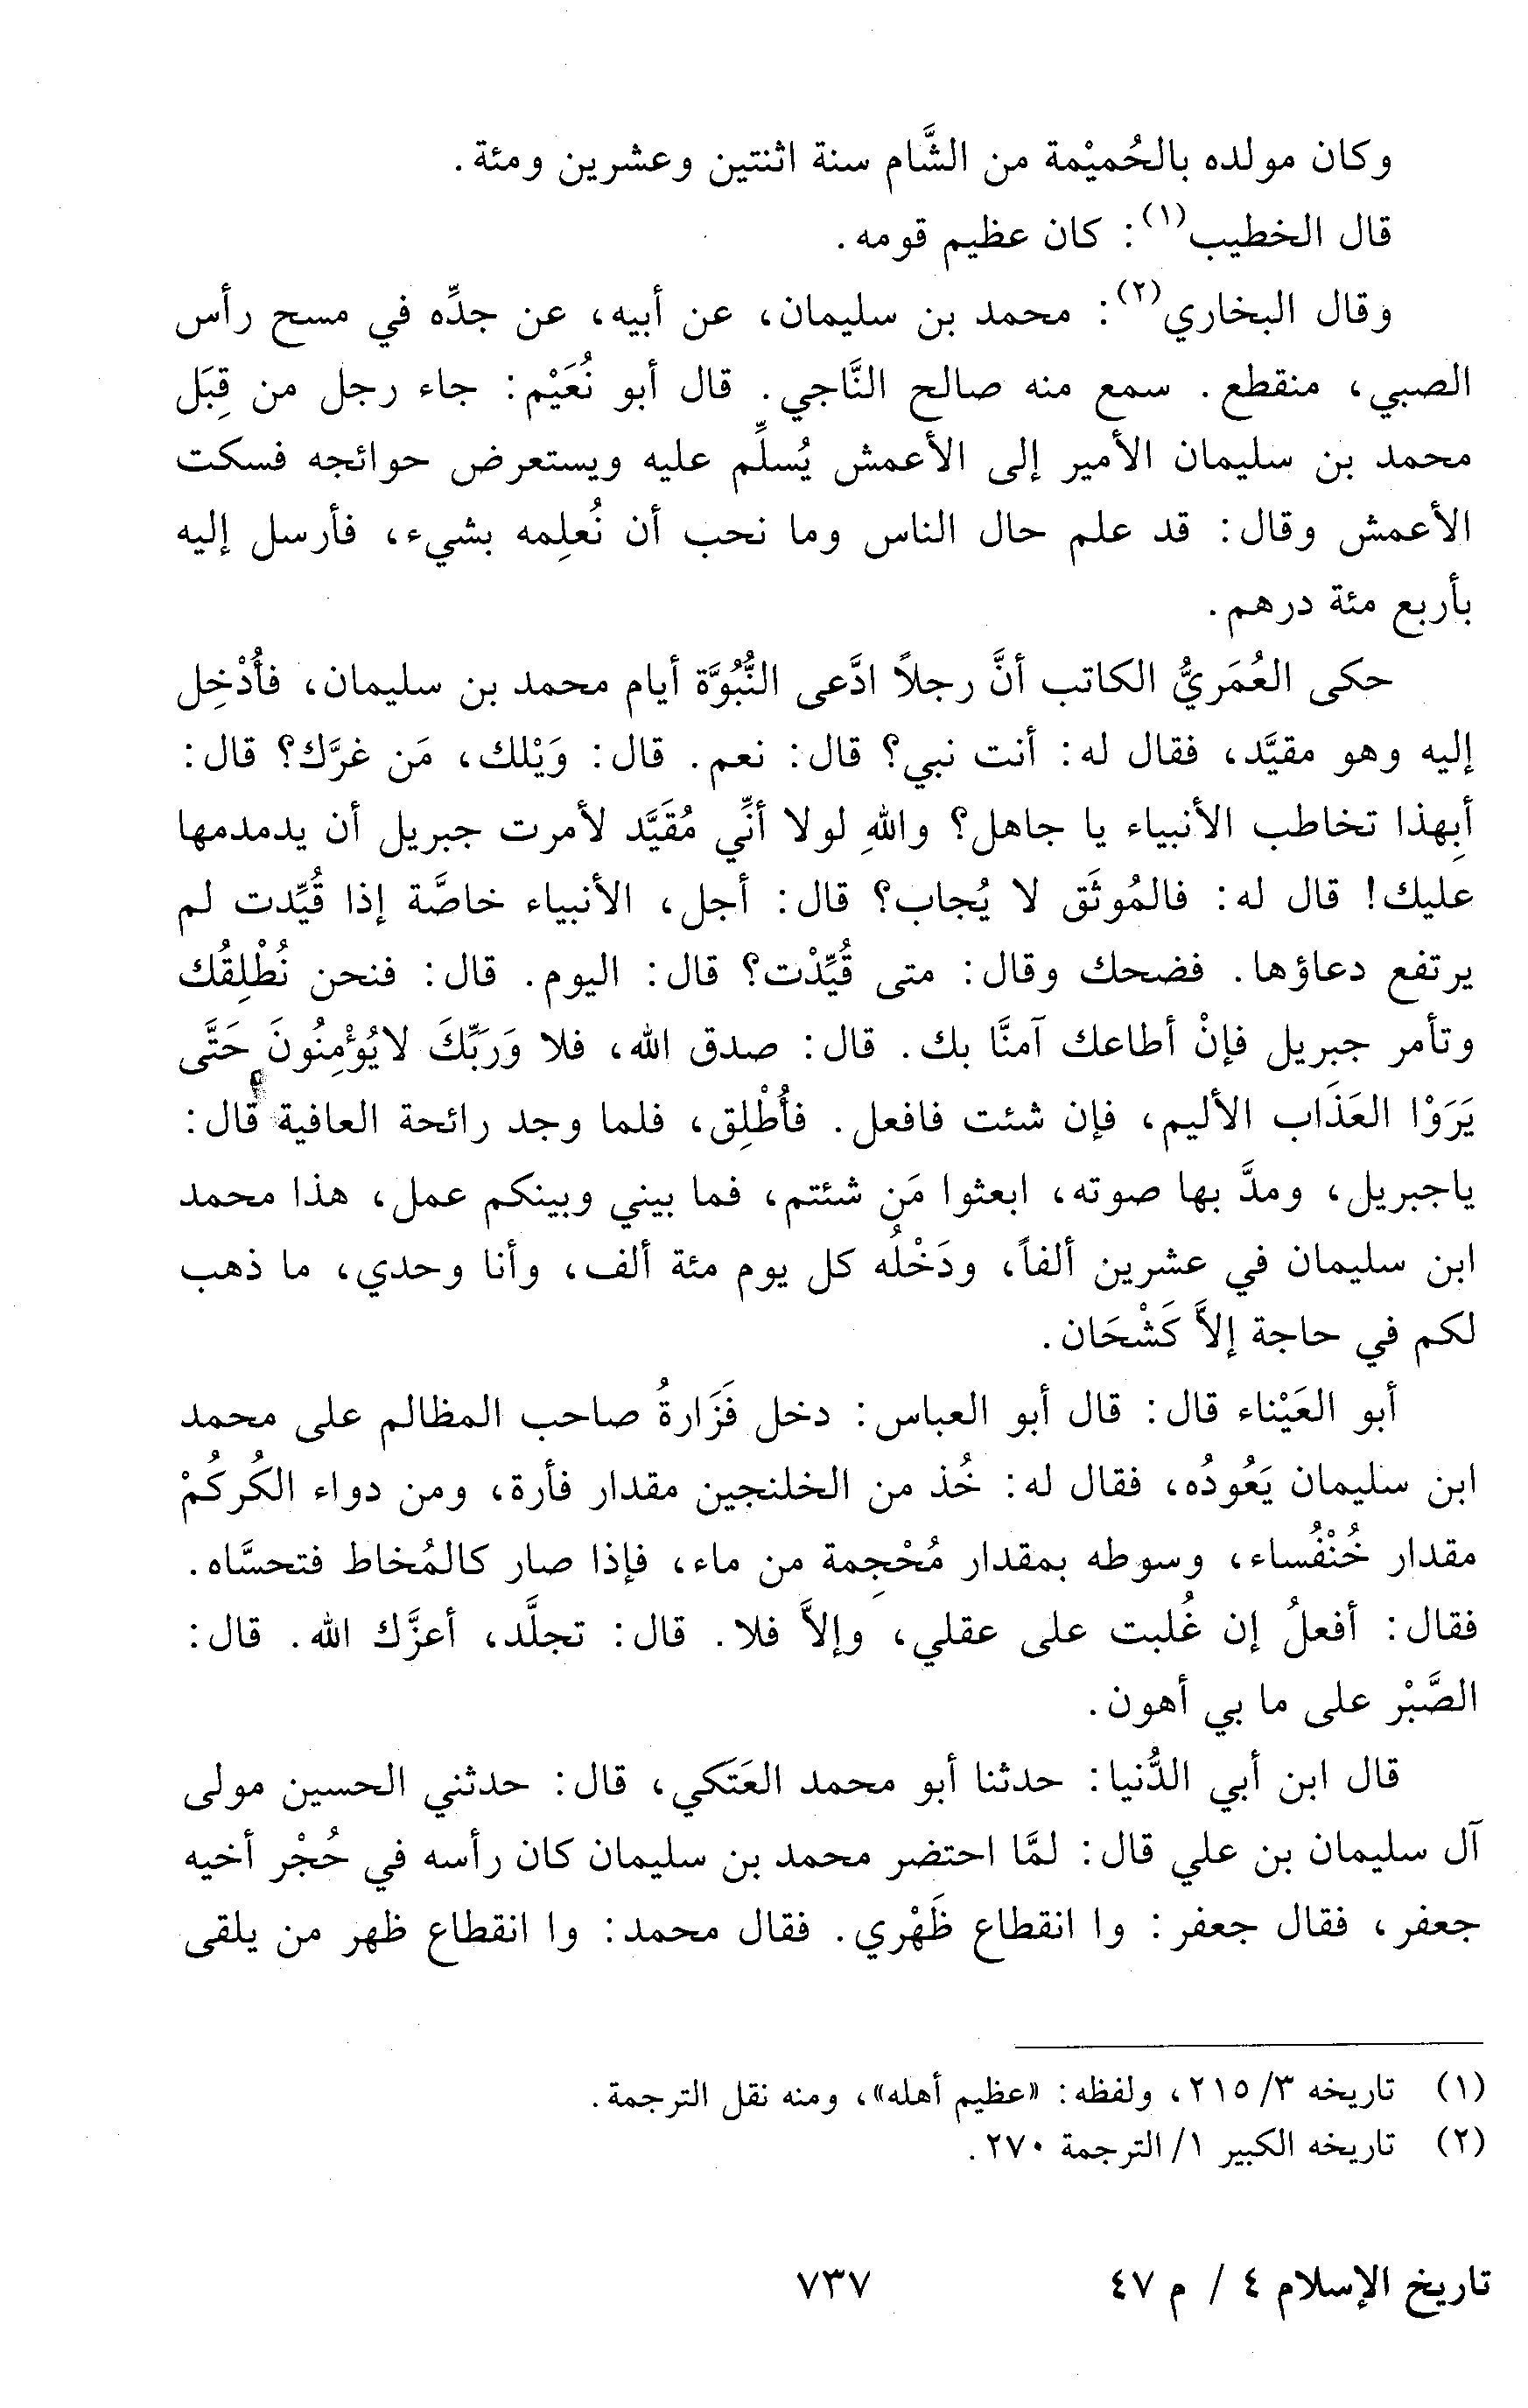 وكان مولده بالحُميْمة من الشَّام سنة اثنتين وعشرين ومئة.
قال الخطيب(١): كان عظيم قومه.
وقال البخاري(٢): محمد بن سليمان، عن أبيه، عن جدِّه في مسح رأس
الصبي، منقطع. سمع منه صالح النَّاجي. قال أبو نُعَيْم: جاء رجل من قِبَل
محمد بن سليمان الأمير إلى الأعمش يُسلِّم عليه ويستعرض حوائجه فسكت
الأعمش وقال: قد علم حال الناس وما نحب أن نُعلِمه بشيء، فأرسل إليه
بأربع مئة درهم.
حكى العُمَريُّ الكاتب أنَّ رجلاً ادَّعى النُّبُوَّة أيام محمد بن سليمان، فأُدْخِل
إليه وهو مقيَّد، فقال له: أنت نبي؟ قال: نعم. قال: وَيْلك، مَن غرَّك؟ قال:
أبِهذا تخاطب الأنبياء يا جاهل؟ واللهِ لولا أنِّي مُقَيَّد لأمرت جبريل أن يدمدمها
عليك! قال له: فالمُوثَق لا يُجاب؟ قال: أجل، الأنبياء خاصَّة إذا قُيِّدت لم
يرتفع دعاؤها. فضحك وقال: متى قُيِّدْت؟ قال: اليوم. قال: فنحن نُطْلِقُك
وتأمر جبريل فإنْ أطاعك آمنَّا بك. قال: صدق الله، فلا وَرَبِّكَ لايُؤْمِنُونَ حَتَّى
يَرَوْا العَذَاب الأليم، فإن شئت فافعل. فأُطْلِق، فلما وجد رائحة العافية قال:
ياجبريل، ومدَّ بها صوته، ابعثوا مَن شئتم، فما بيني وبينكم عمل، هذا محمد
ابن سليمان في عشرين ألفاً، ودَخْلُه كل يوم مئة ألف، وأنا وحدي، ما ذهب
لكم في حاجة إلاَّ كَشْحَان.
أبو العَيْناء قال: قال أبو العباس: دخل فَزَارةُ صاحب المظالم على محمد
ابن سليمان يَعُودُه، فقال له: خُذ من الخلنجين مقدار فأرة، ومن دواء الكُركُمْ
مقدار خُنْفُساء، وسوطه بمقدار مُحْجِمة من ماء، فإذا صار كالمُخاط فتحسَّاه.
فقال: أفعلُ إن غُلبت على عقلي، وإلاَّ فلا. قال: تجلَّد، أعزَّك الله. قال:
الصَّبْر على ما بي أهون.
قال ابن أبي الدُّنيا: حدثنا أبو محمد العَتَكي، قال: حدثني الحسين مولى
آل سليمان بن علي قال: لمَّا احتضر محمد بن سليمان كان رأسه في حُجْر أخيه
جعفر، فقال جعفر: وا انقطاع ظَهْري. فقال محمد: وا انقطاع ظهر من يلقى
(١) تاريخه ٣/ ٢١٥، ولفظه: «عظيم أهله»، ومنه نقل الترجمة.
(٢) تاريخه الكبير ١/ الترجمة ٢٧٠.
تاريخ الإسلام ٤ / م ٤٧ ٧٣٧